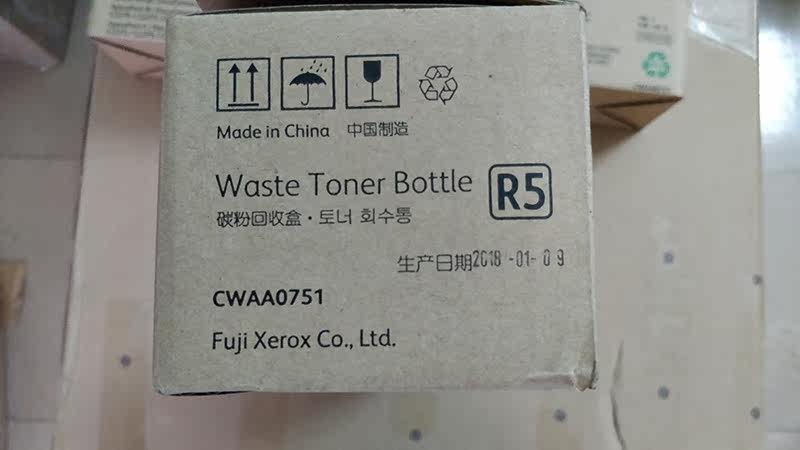 Made in China 中国制造
Waste Toner Bottle R5
碳粉回收盒・토너 회수통
生产日期2018-01-09
CWAA0751
Fuji Xerox Co., Ltd.